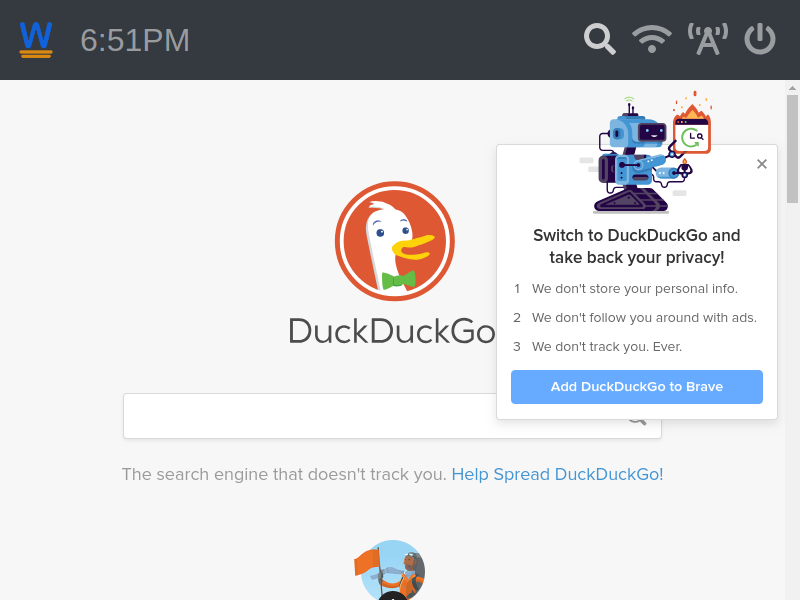 W 6:51PM
Switch to DuckDuckGo and
take back your privacy!
1 We don't store your personal info.
2 We don't follow you around with ads.
3 We don't track you. Ever.
Add DuckDuckGo to Brave
DuckDuckGo
The search engine that doesn't track you. Help Spread DuckDuckGo!